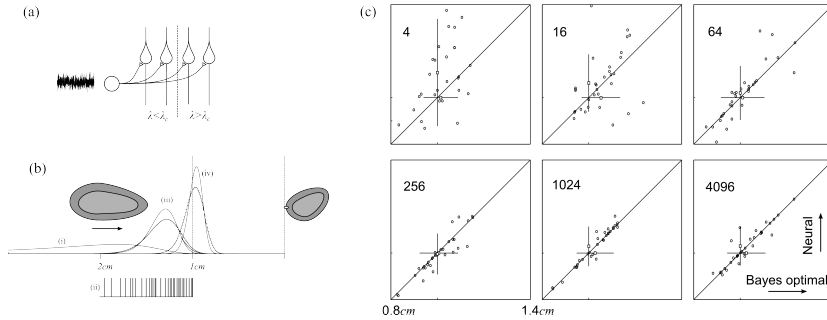 (a)
λ<λc
λ>λc
(b)
(i)
(iii)
(iv)
2cm
1cm
(ii)
(c)
4
16
64
256
1024
4096
Neural
Bayes optimal
0.8cm
1.4cm